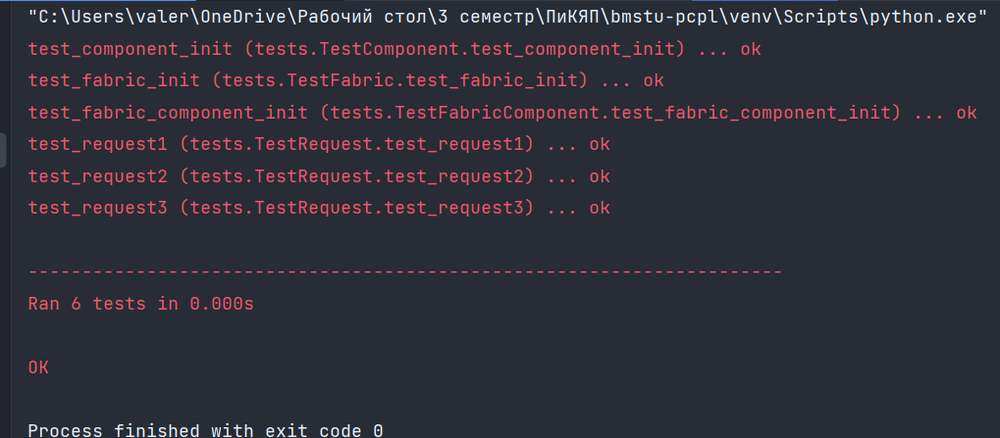 "C:\Users\valer\OneDrive\Рабочий стол\3 семестр\ПиКЯП\bmstu-pcpl\venv\Scripts\python.exe"
test_component_init (tests.TestComponent.test_component_init) ... ok
test_fabric_init (tests.TestFabric.test_fabric_init) ... ok
test_fabric_component_init (tests.TestFabricComponent.test_fabric_component_init) ... ok
test_request1 (tests.TestRequest.test_request1) ... ok
test_request2 (tests.TestRequest.test_request2) ... ok
test_request3 (tests.TestRequest.test_request3) ... ok
----------------------------------------------------------------------
Ran 6 tests in 0.000s
OK
Process finished with exit code 0